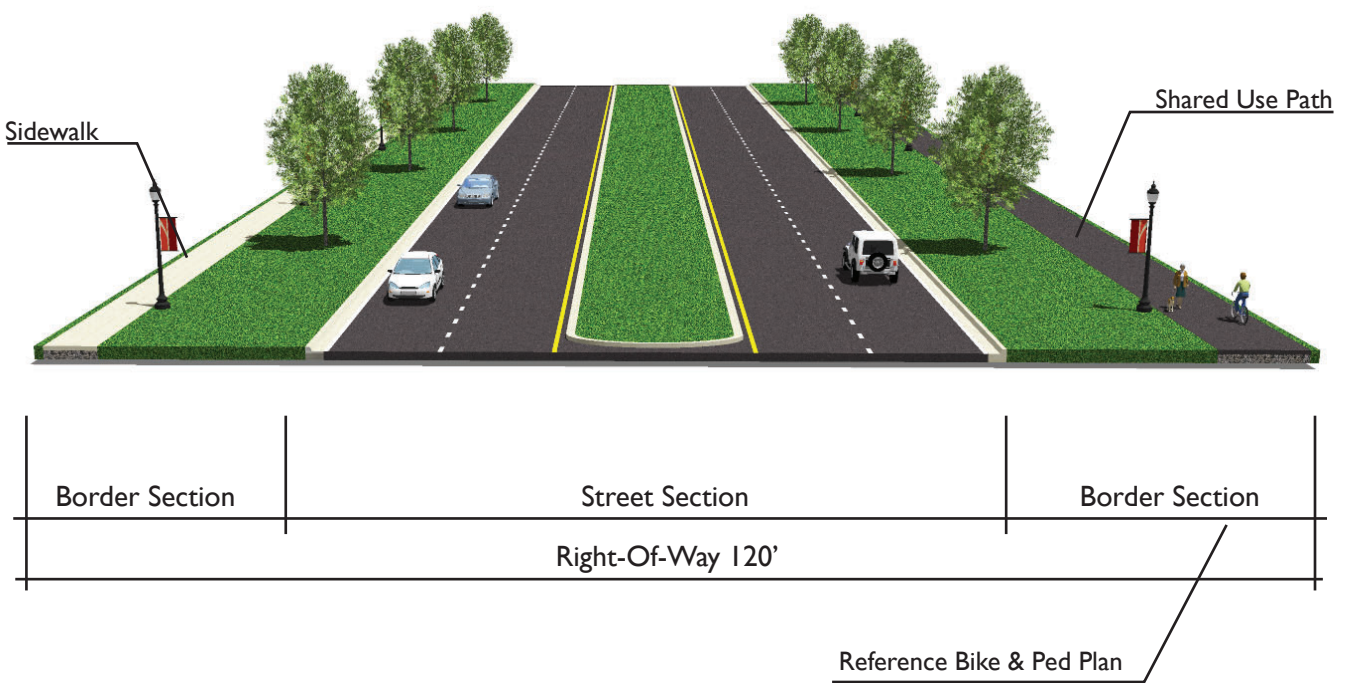 Sidewalk
Shared Use Path
Border Section
Street Section
Border Section
Right-Of-Way 120’
Reference Bike & Ped Plan